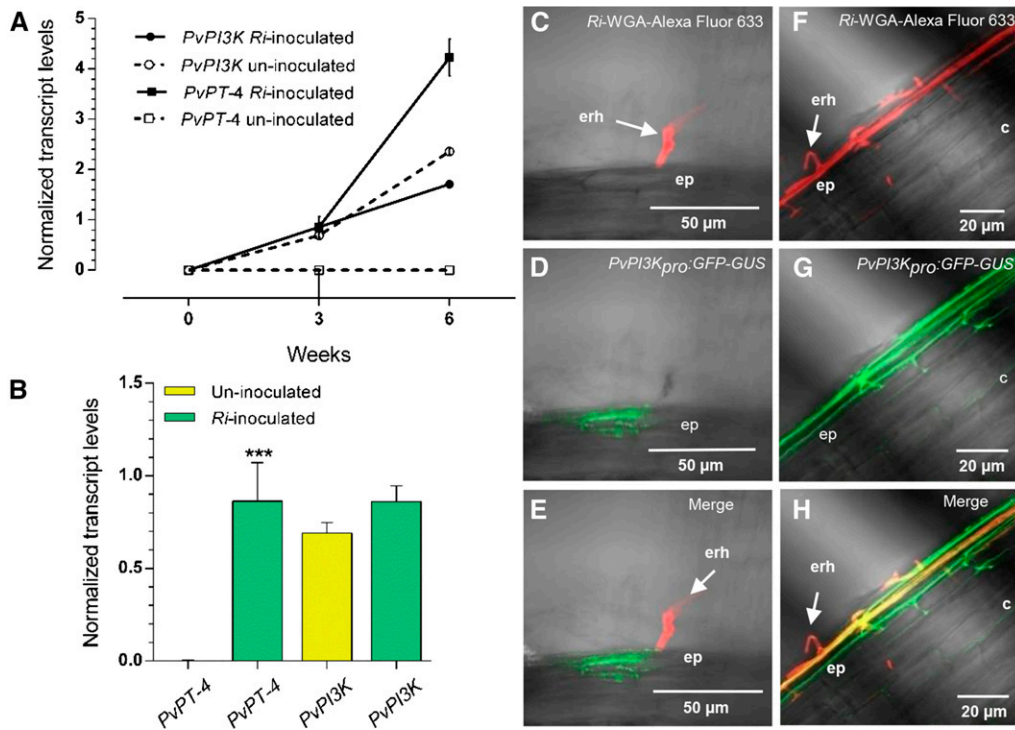 A
Normalized transcript levels
5
4
3
2
1
0
PvPI3K Ri-inoculated
PvPI3K un-inoculated
PvPT-4 Ri-inoculated
PvPT-4 un-inoculated
0
3
6
Weeks
B
Normalized transcript levels
1.5
1.0
0.5
0.0
Un-inoculated
Ri-inoculated
***
PvPT-4
PvPT-4
PvPI3K
PvPI3K
C
Ri-WGA-Alexa Fluor 633
erh
ep
50 µm
D
PvPI3Kpro:GFP-GUS
ep
50 µm
E
Merge
erh
ep
50 µm
F
Ri-WGA-Alexa Fluor 633
erh
c
ep
20 µm
G
PvPI3Kpro:GFP-GUS
c
ep
20 µm
H
Merge
erh
c
ep
20 µm